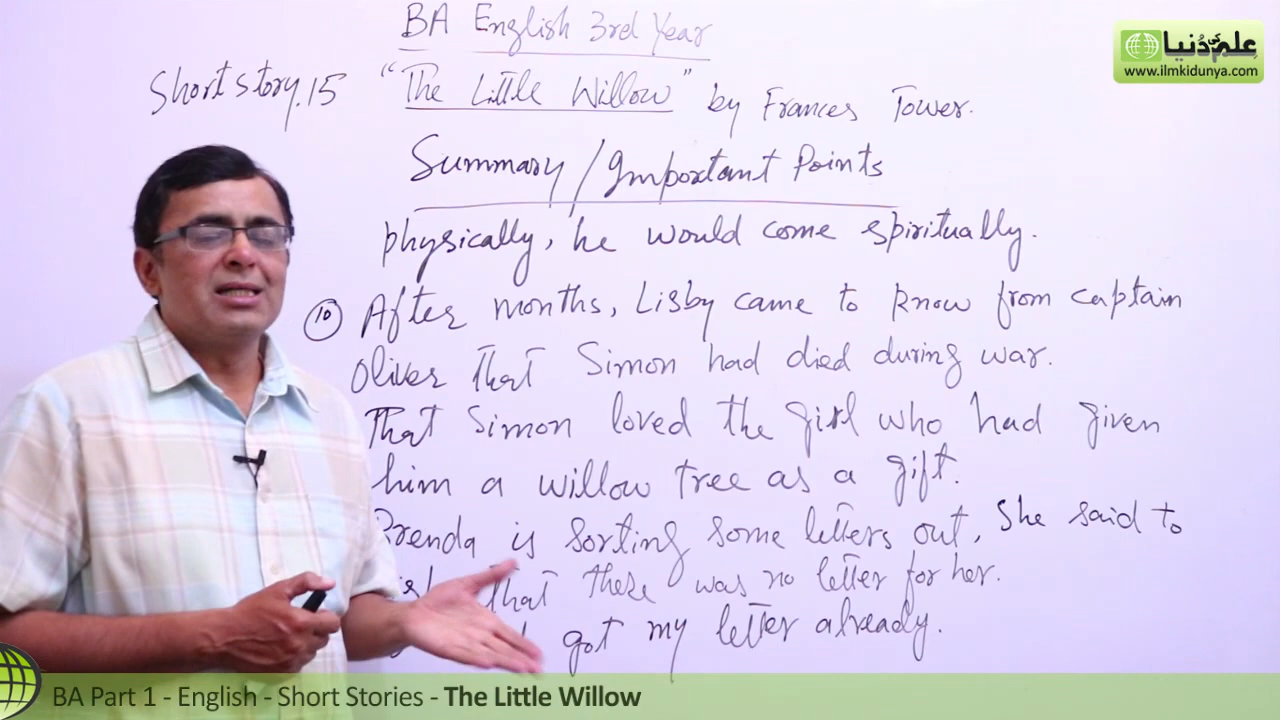 BA English 3rd Year
علم کی دنیا
www.ilmkidunya.com
Short story.15 "The Little Willow" by Frances Tower.
Summary/Important Points
physically, he would come spiritually.
10 After months, Lisby came to know from captain
Oliver that Simon had died during war.
That Simon loved the girl who had given
him a willow tree as a gift.
Brenda is sorting some letters out, She said to
that there was no letter for her.
got my letter already.
BA Part 1 - English - Short Stories - The Little Willow